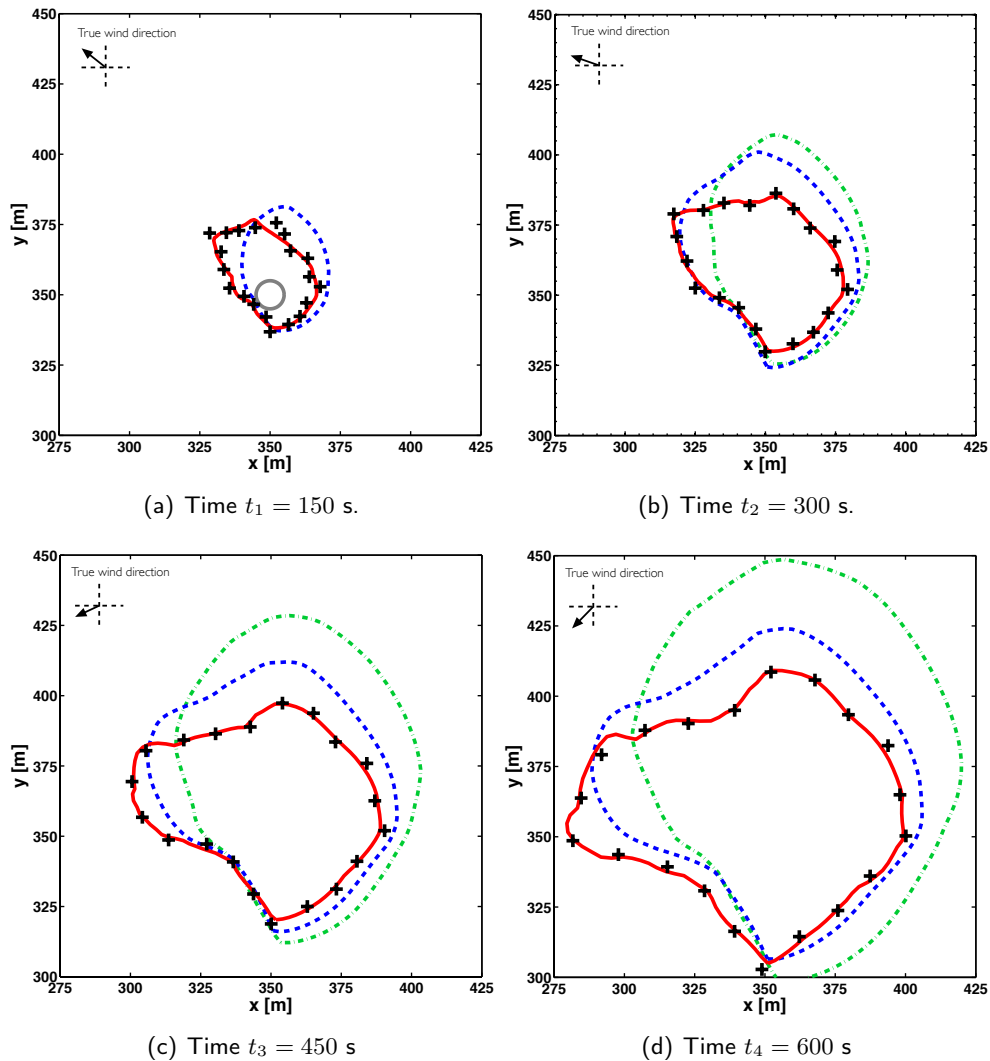 450
True wind direction
425
400
y [m]
375
350
325
300
275 300 325 350 375 400 425
x [m]
(a) Time t₁ = 150 s.
450
True wind direction
425
400
y [m]
375
350
325
300
275 300 325 350 375 400 425
x [m]
(b) Time t₂ = 300 s.
450
True wind direction
425
400
y [m]
375
350
325
300
275 300 325 350 375 400 425
x [m]
(c) Time t₃ = 450 s
450
True wind direction
425
400
y [m]
375
350
325
300
275 300 325 350 375 400 425
x [m]
(d) Time t₄ = 600 s